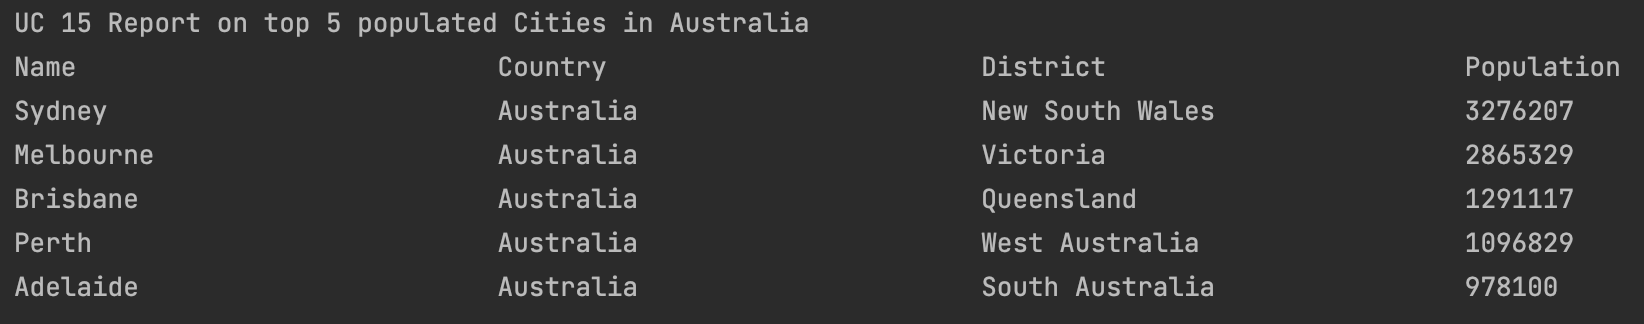 UC 15 Report on top 5 populated Cities in Australia
Name Country District Population
Sydney Australia New South Wales 3276207
Melbourne Australia Victoria 2865329
Brisbane Australia Queensland 1291117
Perth Australia West Australia 1096829
Adelaide Australia South Australia 978100